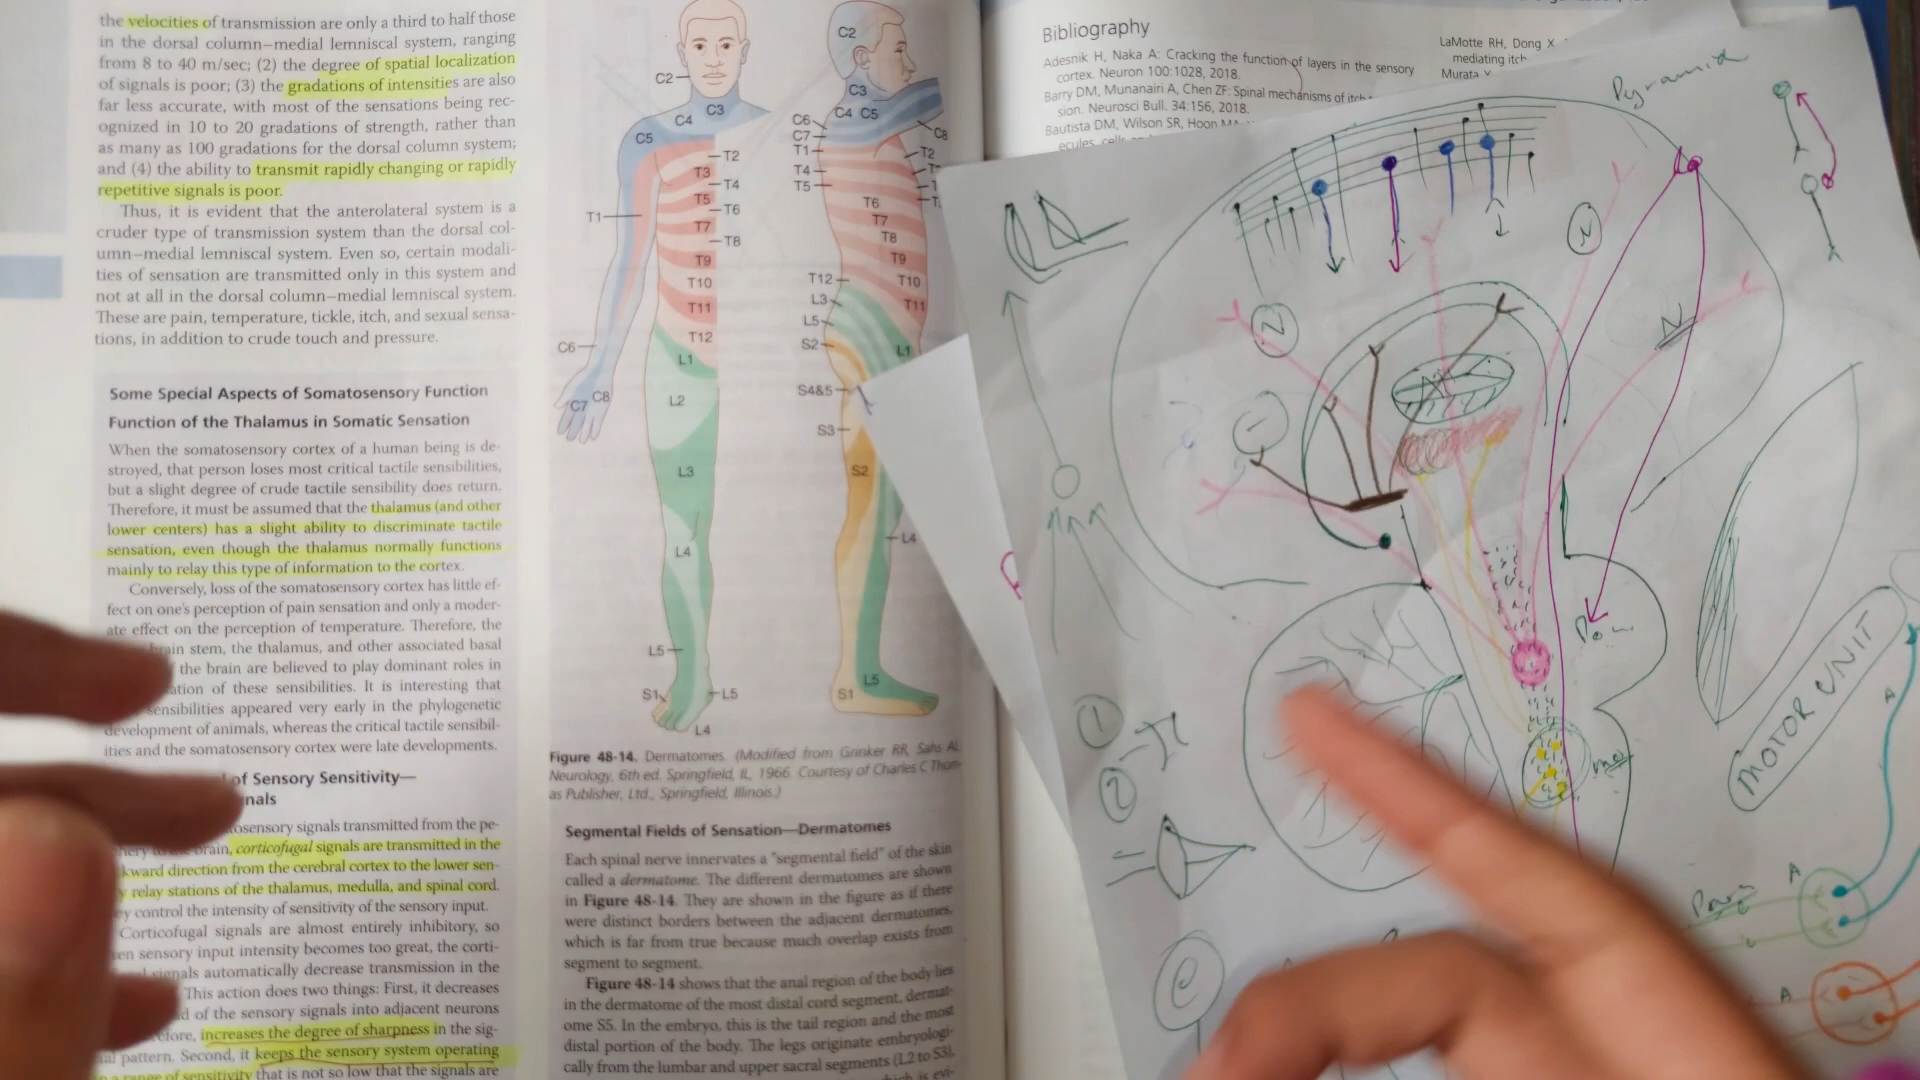 the velocities of transmission are only a third to half those
in the dorsal column–medial lemniscal system, ranging
from 8 to 40 m/sec; (2) the degree of spatial localization
of signals is poor; (3) the gradations of intensities are also
far less accurate, with most of the sensations being rec-
ognized in 10 to 20 gradations of strength, rather than
as many as 100 gradations for the dorsal column system;
and (4) the ability to transmit rapidly changing or rapidly
repetitive signals is poor.
Thus, it is evident that the anterolateral system is a
cruder type of transmission system than the dorsal col-
umn–medial lemniscal system. Even so, certain modali-
ties of sensation are transmitted only in this system and
not at all in the dorsal column–medial lemniscal system.
These are pain, temperature, tickle, itch, and sexual sensa-
tions, in addition to crude touch and pressure.
Some Special Aspects of Somatosensory Function
Function of the Thalamus in Somatic Sensation
When the somatosensory cortex of a human being is de-
stroyed, that person loses most critical tactile sensibilities,
but a slight degree of crude tactile sensibility does return.
Therefore, it must be assumed that the thalamus (and other
lower centers) has a slight ability to discriminate tactile
sensation, even though the thalamus normally functions
mainly to relay this type of information to the cortex.
Conversely, loss of the somatosensory cortex has little ef-
fect on one's perception of pain sensation and only a moder-
ate effect on the perception of temperature. Therefore, the
brain stem, the thalamus, and other associated basal
the brain are believed to play dominant roles in
of these sensibilities. It is interesting that
sensibilities appeared very early in the phylogenetic
development of animals, whereas the critical tactile sensibil-
ities and the somatosensory cortex were late developments.
of Sensory Sensitivity—
signals transmitted from the pe-
brain, corticofugal signals are transmitted in the
direction from the cerebral cortex to the lower sen-
relay stations of the thalamus, medulla, and spinal cord.
control the intensity of sensitivity of the sensory input.
Corticofugal signals are almost entirely inhibitory, so
sensory input intensity becomes too great, the corti-
signals automatically decrease transmission in the
This action does two things: First, it decreases
of the sensory signals into adjacent neurons
increases the degree of sharpness in the sig-
pattern. Second, it keeps the sensory system operating
range of sensitivity that is not so low that the signals are
C2
C3
C4
C5
T2
T3
T4
T5
T6
T1
T7
T8
T9
T10
T11
T12
C6
L1
C8
C7
L2
L3
L4
L5
S1
L5
L4
C2
C3
C4 C5
C6
C7
T1
C8
T2
T4
T5
T6
T7
T8
T9
T12
T10
L3
T11
L5
S2
L1
S4&5
S3
S2
L4
L5
S1
Figure 48-14. Dermatomes. (Modified from Grinker RR, Sahs AL:
Neurology, 6th ed. Springfield, IL, 1966. Courtesy of Charles C Thom-
as Publisher, Ltd., Springfield, Illinois.)
Segmental Fields of Sensation—Dermatomes
Each spinal nerve innervates a "segmental field" of the skin
called a dermatome. The different dermatomes are shown
in Figure 48-14. They are shown in the figure as if there
were distinct borders between the adjacent dermatomes,
which is far from true because much overlap exists from
segment to segment.
Figure 48-14 shows that the anal region of the body lies
in the dermatome of the most distal cord segment, dermat-
ome S5. In the embryo, this is the tail region and the most
distal portion of the body. The legs originate embryologi-
cally from the lumbar and upper sacral segments (L2 to S3),
Bibliography
Adesnik H, Naka A: Cracking the function of layers in the sensory
cortex. Neuron 100:1028, 2018.
Barry DM, Munanairi A, Chen ZF: Spinal mechanisms of itch
sion. Neurosci Bull. 34:156, 2018.
Bautista DM, Wilson SR, Hoon
LaMotte RH, Dong X
mediating itch
Murata
Pyramid
N
N
N
1
2
MOTOR UNIT
A
A
A